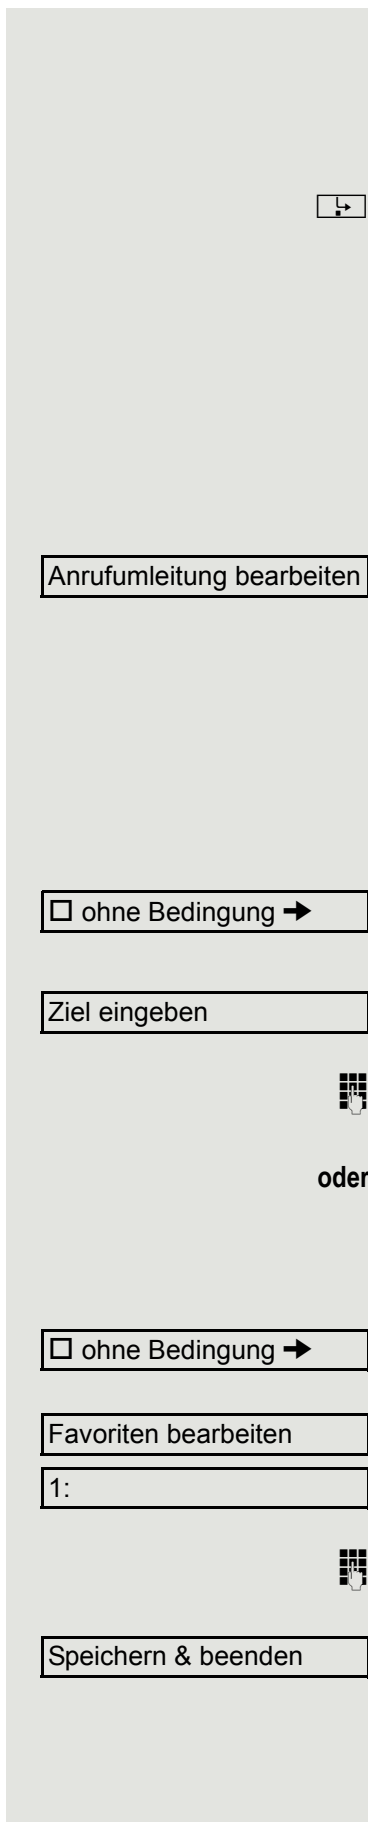 Anrufumleitung bearbeiten
☐ ohne Bedingung ➔
Ziel eingeben
oder
☐ ohne Bedingung ➔
Favoriten bearbeiten
1:
Speichern & beenden